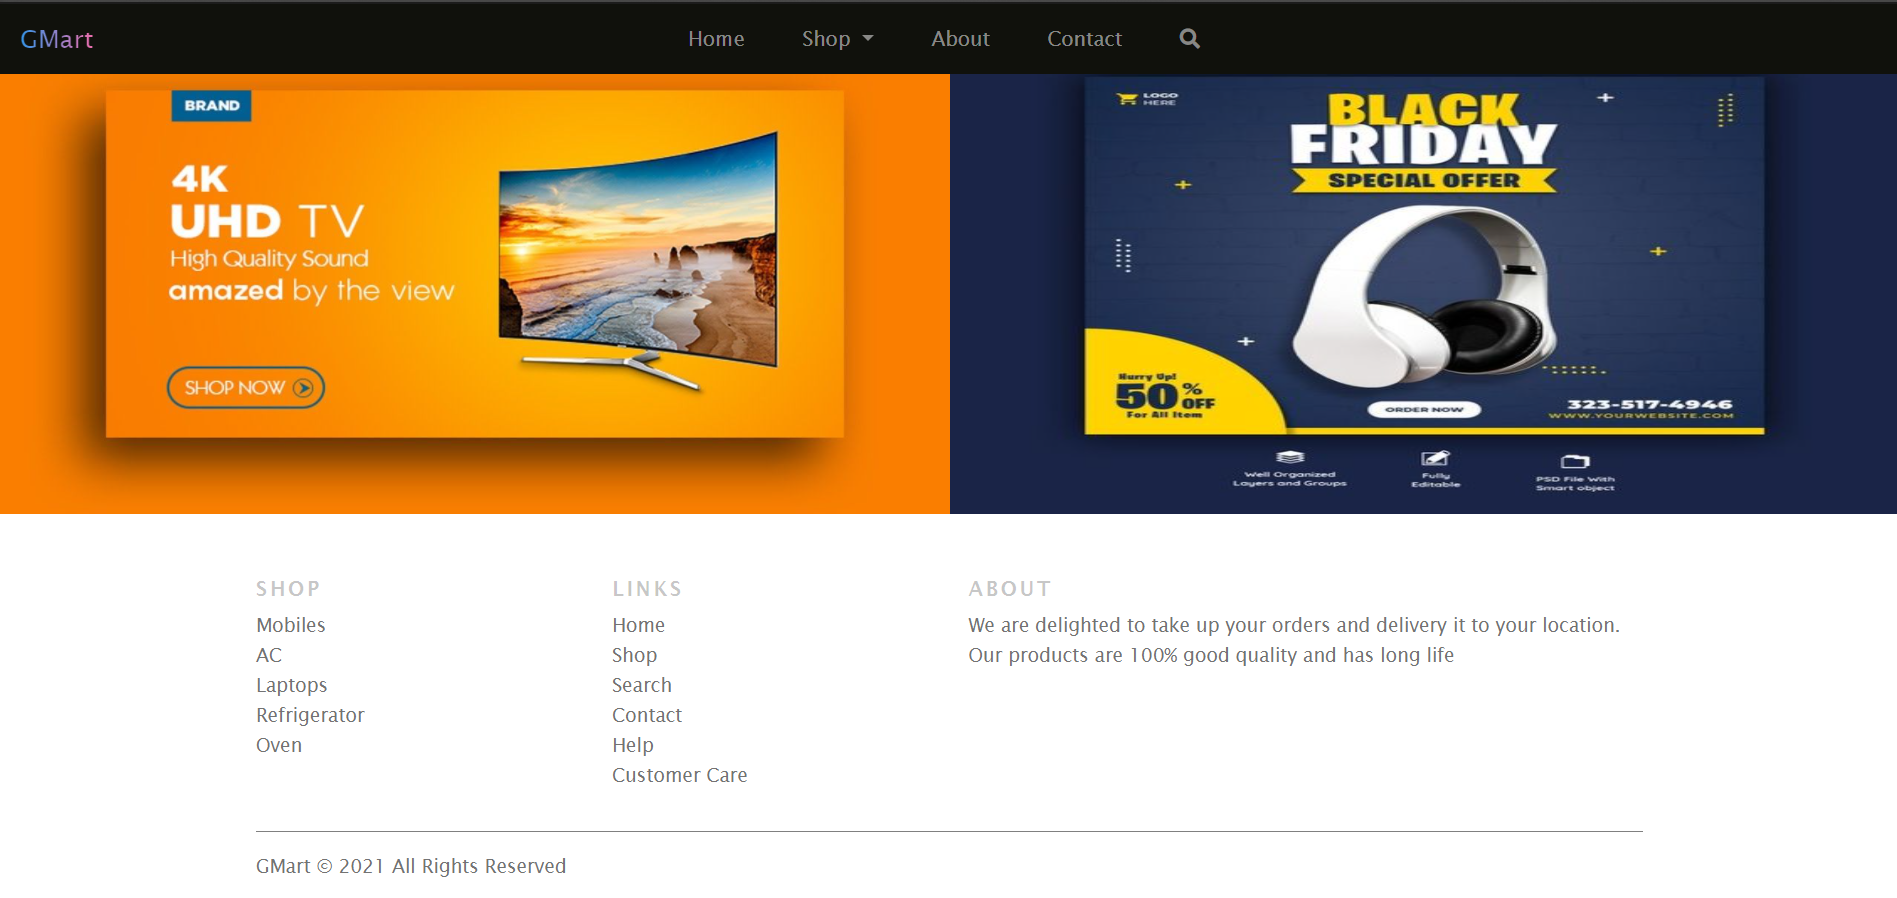 GMart
Home
Shop
About
Contact
BRAND
4K
UHD TV
High Quality Sound
amazed by the view
SHOP NOW
LOGO
HERE
BLACK
FRIDAY
SPECIAL OFFER
Hurry Up!
50% OFF
For All Item
ORDER NOW
323-517-4946
WWW.YOURWEBSITE.COM
Well Organized
Layers and Groups
Fully
Editable
PSD File With
Smart object
SHOP
Mobiles
AC
Laptops
Refrigerator
Oven
LINKS
Home
Shop
Search
Contact
Help
Customer Care
ABOUT
We are delighted to take up your orders and delivery it to your location.
Our products are 100% good quality and has long life
GMart © 2021 All Rights Reserved